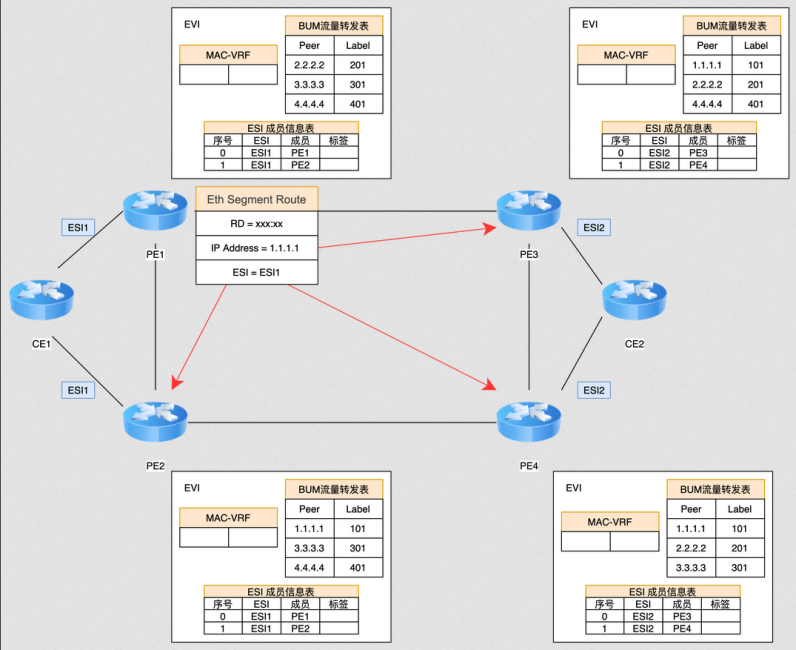 EVI
BUM流量转发表
Peer Label
MAC-VRF
2.2.2.2 201
3.3.3.3 301
4.4.4.4 401
ESI 成员信息表
序号 ESI 成员 标签
0 ESI1 PE1
1 ESI1 PE2
EVI
BUM流量转发表
Peer Label
MAC-VRF
1.1.1.1 101
2.2.2.2 201
4.4.4.4 401
ESI 成员信息表
序号 ESI 成员 标签
0 ESI2 PE3
1 ESI2 PE4
Eth Segment Route
RD = xxx:xx
IP Address = 1.1.1.1
ESI = ESI1
ESI1
ESI2
PE1
PE3
CE1
CE2
ESI1
ESI2
PE2
PE4
EVI
BUM流量转发表
Peer Label
MAC-VRF
1.1.1.1 101
3.3.3.3 301
4.4.4.4 401
ESI 成员信息表
序号 ESI 成员 标签
0 ESI1 PE1
1 ESI1 PE2
EVI
BUM流量转发表
Peer Label
MAC-VRF
1.1.1.1 101
2.2.2.2 201
3.3.3.3 301
ESI 成员信息表
序号 ESI 成员 标签
0 ESI2 PE3
1 ESI2 PE4